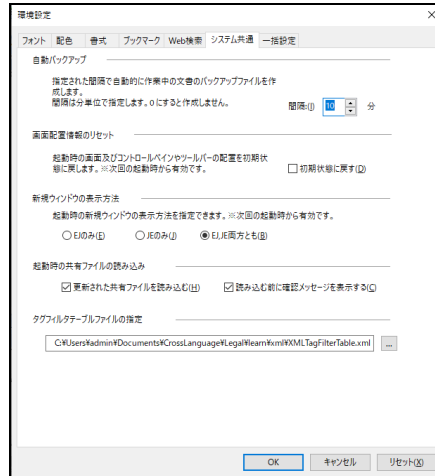 環境設定
フォント 配色 書式 ブックマーク Web検索 システム共通 一括設定
自動バックアップ
指定された間隔で自動的に作業中の文書のバックアップファイルを作
成します。
間隔は分単位で指定します。0 にすると作成しません。
間隔:(I) 10 分
画面配置情報のリセット
起動時の画面及びコントロールペインやツールバーの配置を初期状
態に戻します。※次回の起動時から有効です。
初期状態に戻す(D)
新規ウィンドウの表示方法
起動時の新規ウィンドウの表示方法を指定できます。※次回の起動時から有効です。
EJのみ(E) JEのみ(J) EJ,JE両方とも(B)
起動時の共有ファイルの読み込み
更新された共有ファイルを読み込む(H) 読み込む前に確認メッセージを表示する(C)
タグフィルタテーブルファイルの指定
C:¥Users¥admin¥Documents¥CrossLanguage¥Legal¥learn¥xml¥XMLTagFilterTable.xml ...
OK キャンセル リセット(X)